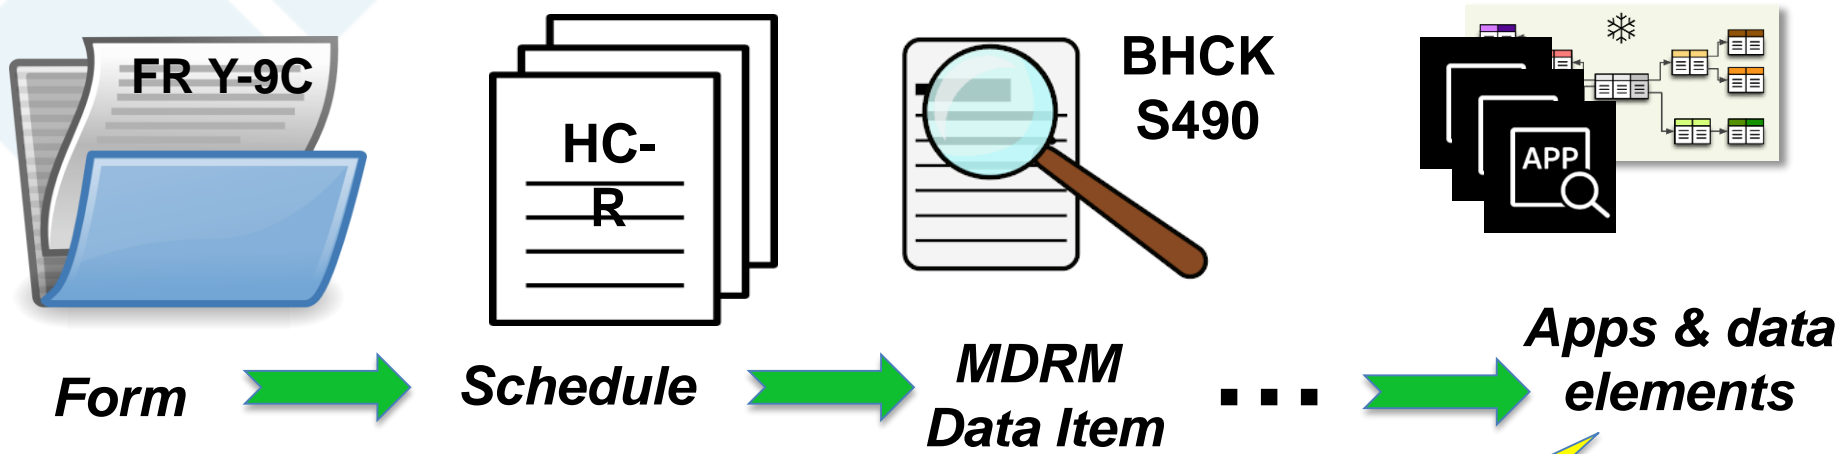 FR Y-9C
HC-
R
BHCK
S490
APP
Form
Schedule
MDRM
Data Item
...
Apps & data
elements